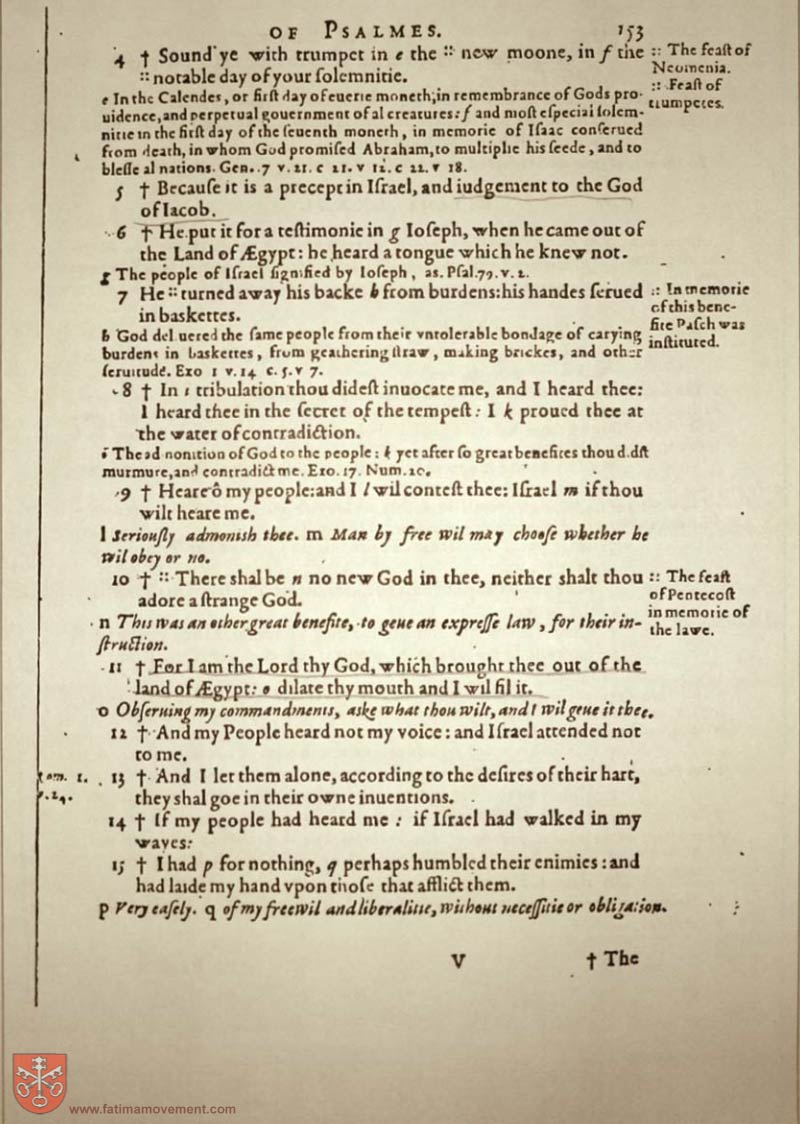 OF PSALMES. 153
4 † Sound ye with trumpet in e the :: new moone, in f the
:: notable day of your ſolemnitie.
:: The feaſt of
Neomenia.
:: Feaſt of
trumpetes.
e In the Calendes, or firſt day of euerie moneth, in remembrance of Gods pro-
uidence, and perpetual gouernment of al creatures: f and moſt eſpecial ſolem-
nitie in the firſt day of the ſeuenth moneth, in memorie of Iſaac conſerued
from death, in whom God promiſed Abraham, to multiplie his ſeede, and to
bleſſe al nations. Gen. 7 v. 21. c 21. v 12. c 22. v 18.
5 † Becauſe it is a precept in Iſrael, and iudgement to the God
of Iacob.
6 † He put it for a teſtimonie in g Ioſeph, when he came out of
the Land of Ægypt: he heard a tongue which he knew not.
g The people of Iſrael ſignified by Ioſeph, as. Pſal. 79. v. 2.
7 He :: turned away his backe h from burdens: his handes ſerued
in baskettes.
:: In memorie
of this bene-
fite Paſch was
inſtituted.
h God deliuered the ſame people from their vntolerable bondage of carying
burdens in baskettes, from geathering ſtraw, making brickes, and other
ſeruitude. Exo 1 v. 14 c. 5. v 7.
8 † In i tribulation thou dideſt inuocate me, and I heard thee:
I heard thee in the ſecret of the tempeſt: I k proued thee at
the water of contradiction.
i The admonition of God to the people: k yet after ſo great benefites thou didſt
murmure, and contradict me. Exo. 17. Num. 20.
9 † Heare ô my people: and I l wil conteſt thee: Iſrael m if thou
wilt heare me.
l Seriouſly admonish thee. m Man by free wil may chooſe whether he
wil obey or no.
10 † :: There shal be n no new God in thee, neither shalt thou
adore a ſtrange God.
:: The feaſt
of Pentecoſt
in memorie of
the lawe.
n This was an other great benefite, to geue an expreſſe law, for their in-
ſtruction.
11 † For I am the Lord thy God, which brought thee out of the
land of Ægypt: o dilate thy mouth and I wil fil it.
o Obſeruing my commandments, aske what thou wilt, and I wil geue it thee.
12 † And my People heard not my voice: and Iſrael attended not
to me.
13 † And I let them alone, according to the deſires of their hart,
they shal goe in their owne inuentions.
om. 1.
.24.
14 † If my people had heard me: if Iſrael had walked in my
wayes:
15 † I had p for nothing, q perhaps humbled their enimies: and
had laide my hand vpon thoſe that afflict them.
p Very eaſely. q of my free wil and liberalitie, without neceſſitie or obligation.
V † The
www.fatimamovement.com